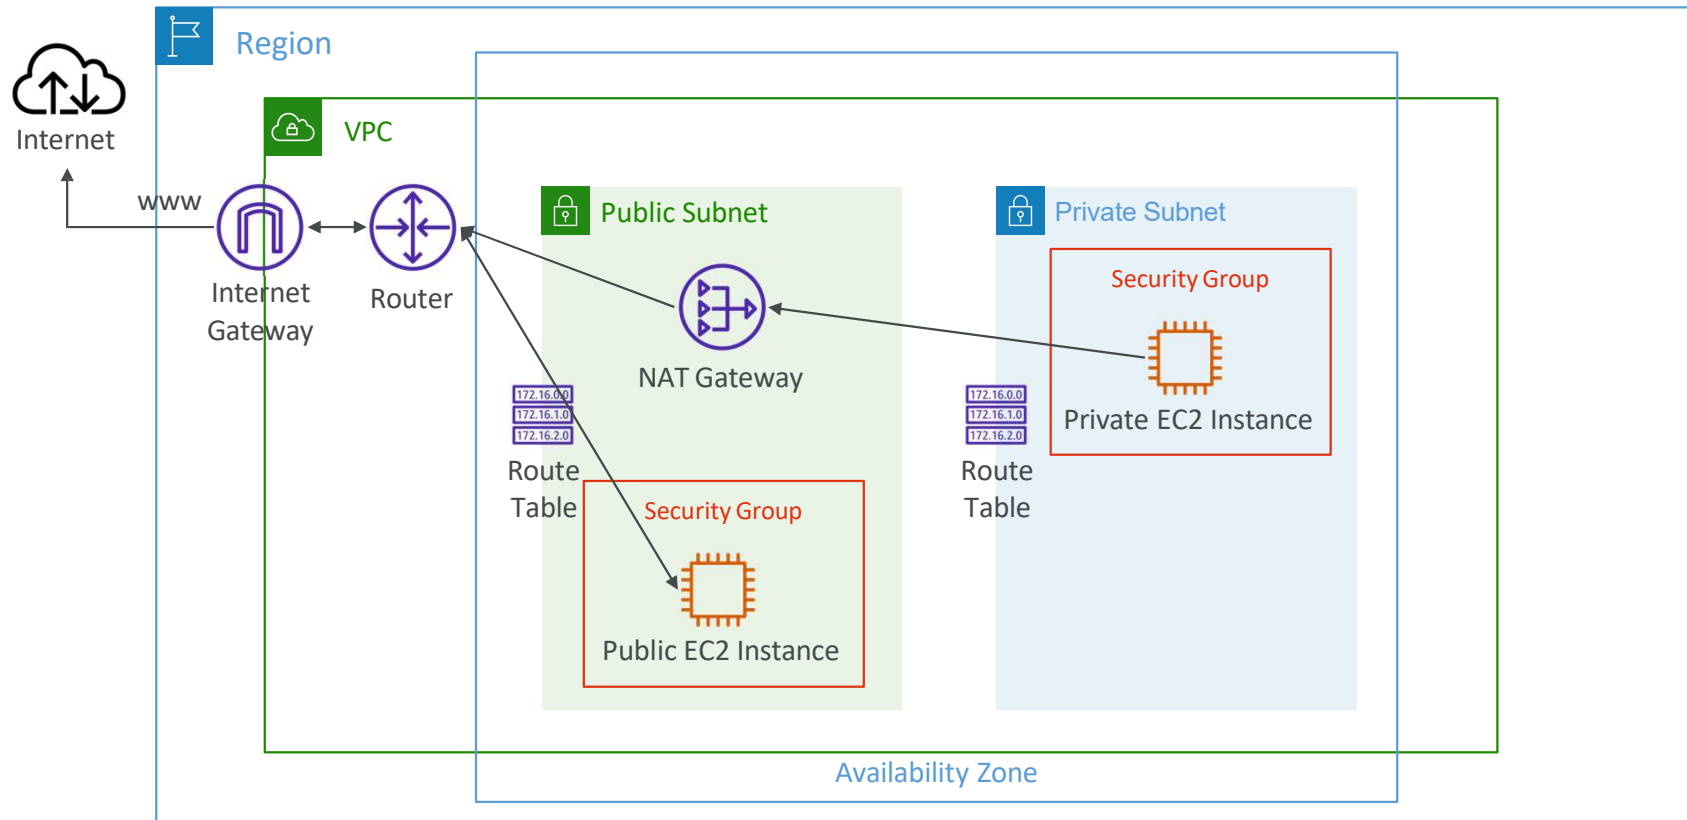 Region
Internet
VPC
www
Internet
Gateway
Router
Public Subnet
NAT Gateway
172.16.0.0
172.16.1.0
172.16.2.0
Route
Table
Security Group
Public EC2 Instance
Private Subnet
Security Group
Private EC2 Instance
172.16.0.0
172.16.1.0
172.16.2.0
Route
Table
Availability Zone